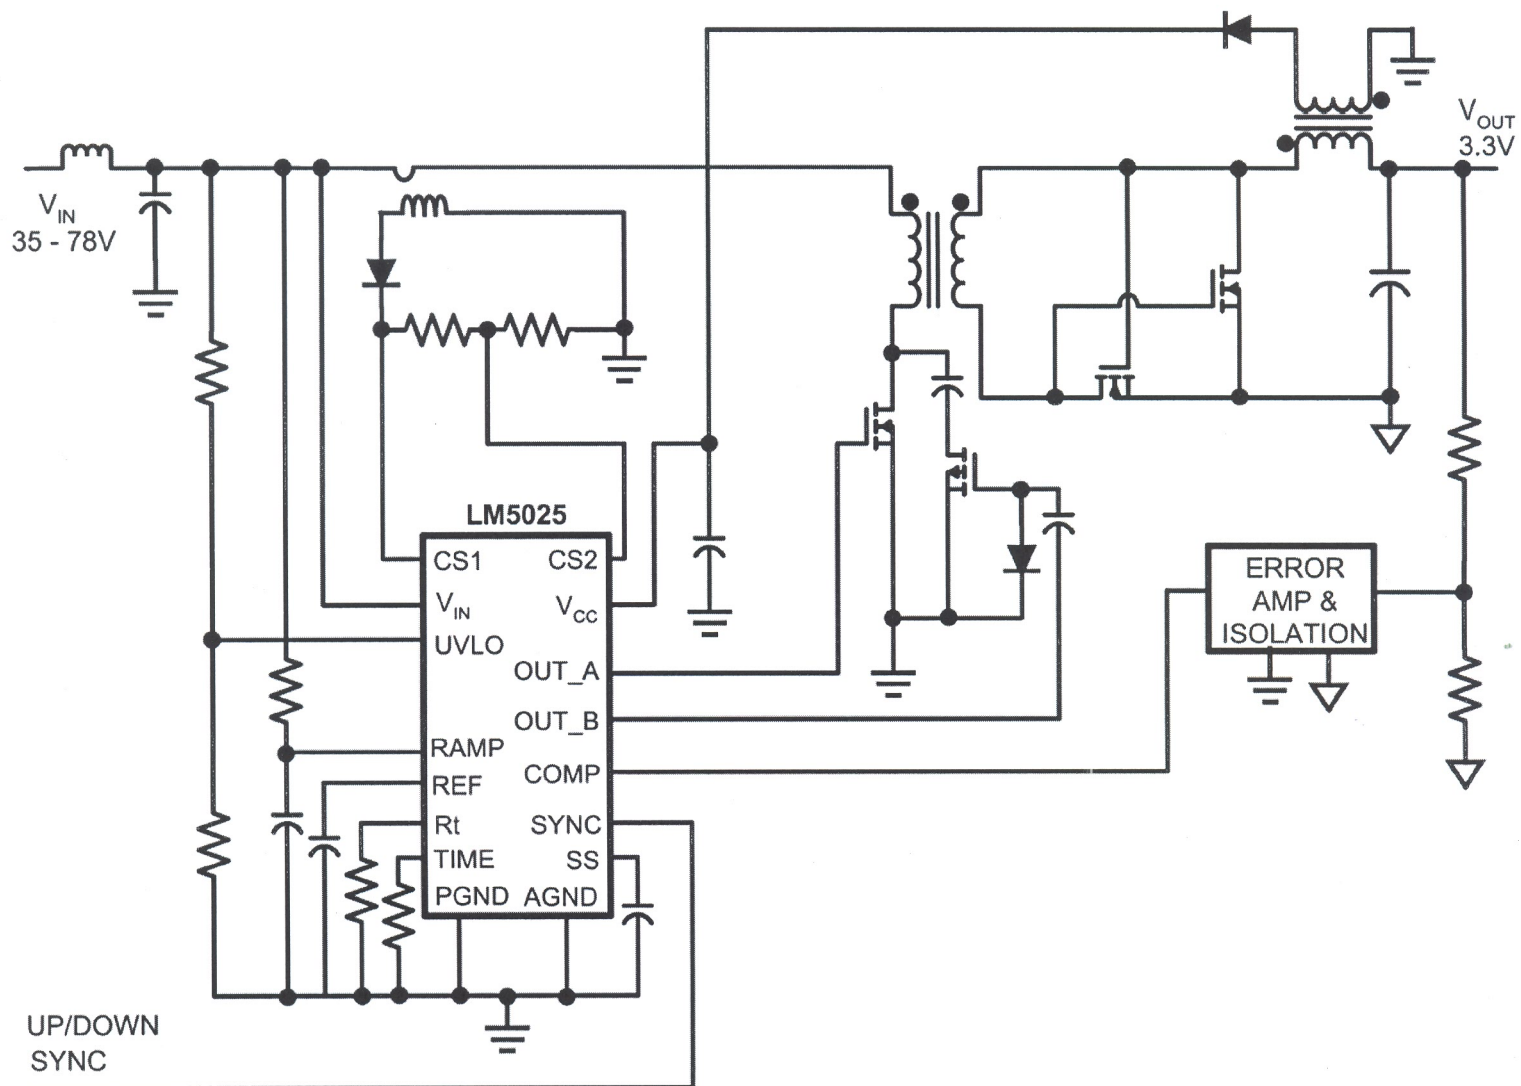 V_OUT
3.3V
V_IN
35 - 78V
LM5025
CS1
CS2
V_IN
V_CC
UVLO
OUT_A
OUT_B
RAMP
COMP
REF
Rt
SYNC
TIME
SS
PGND
AGND
ERROR
AMP &
ISOLATION
UP/DOWN
SYNC